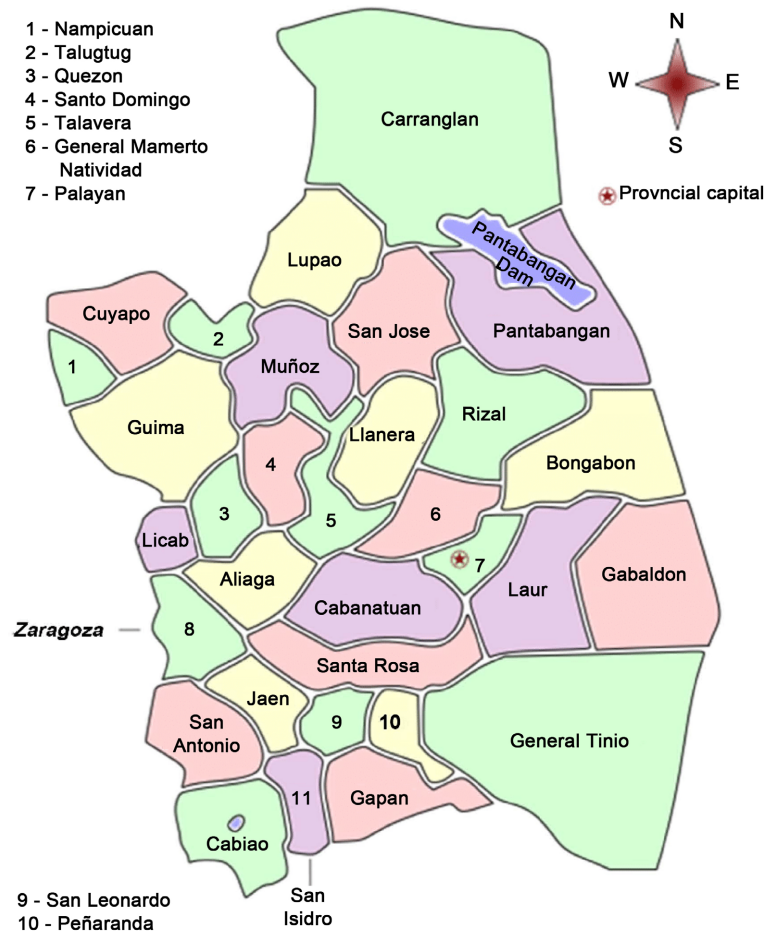 1 - Nampicuan
2 - Talugtug
3 - Quezon
4 - Santo Domingo
5 - Talavera
6 - General Mamerto
Natividad
7 - Palayan
N
W
E
S
Provncial capital
Carranglan
Pantabangan
Dam
Lupao
Cuyapo
2
San Jose
Pantabangan
1
Muñoz
Guima
Llanera
Rizal
4
Bongabon
3
5
6
Licab
7
Aliaga
Laur
Gabaldon
Cabanatuan
Zaragoza
8
Santa Rosa
Jaen
San
Antonio
9
10
General Tinio
11
Gapan
Cabiao
San
Isidro
9 - San Leonardo
10 - Peñaranda